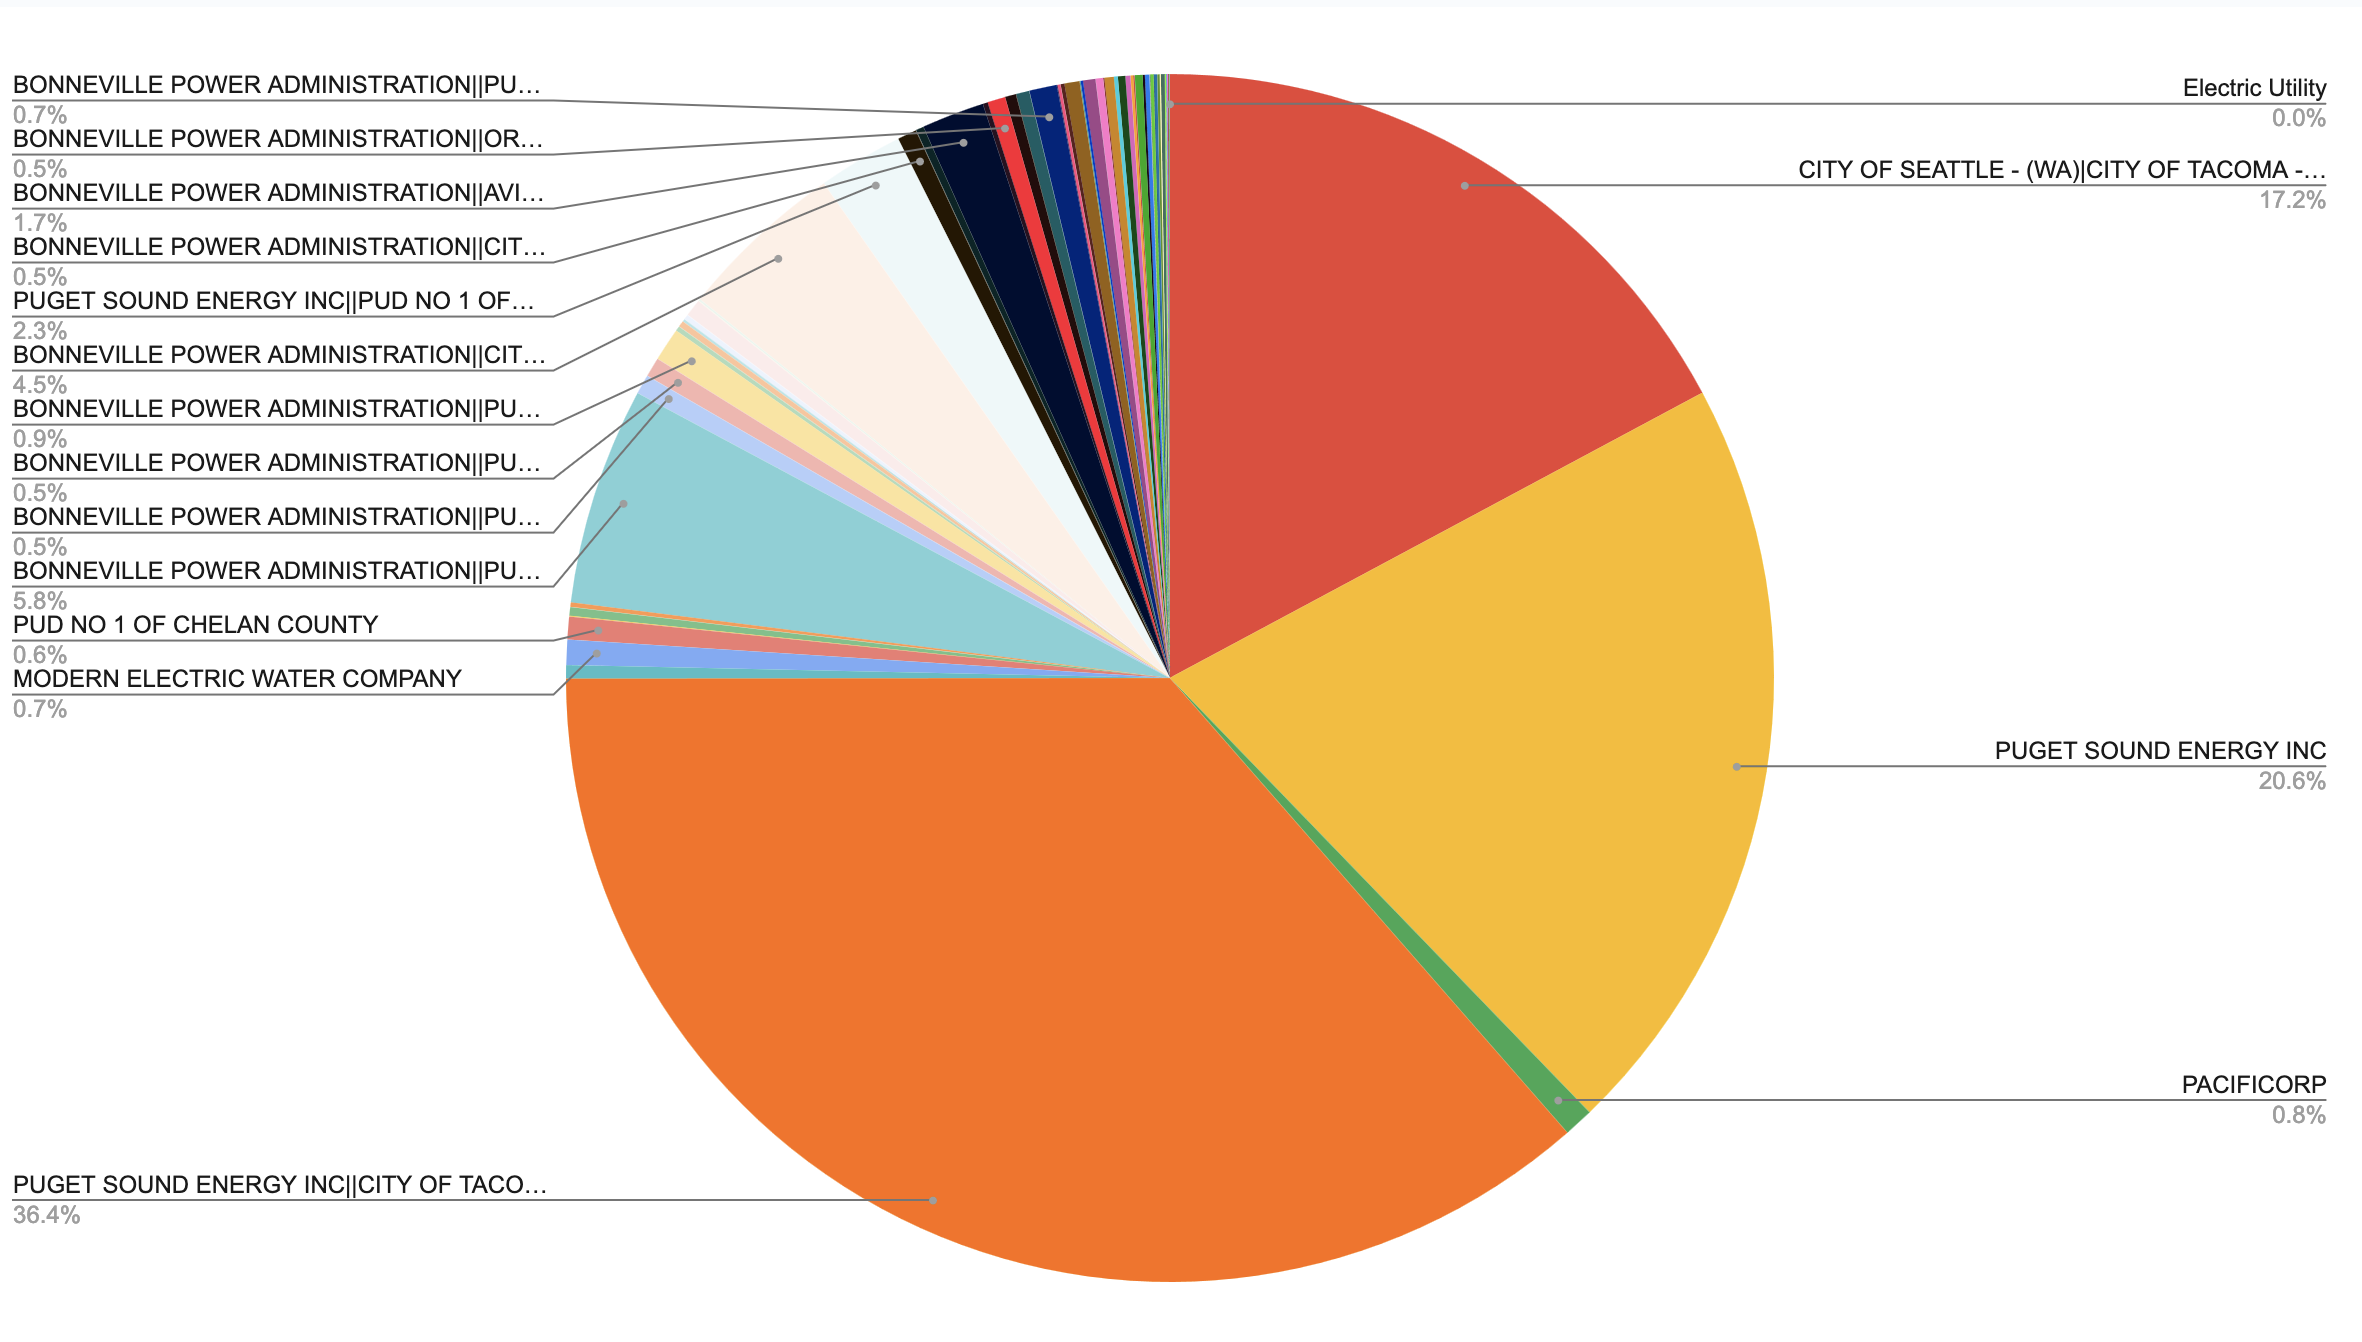 BONNEVILLE POWER ADMINISTRATION||PU…
0.7%
BONNEVILLE POWER ADMINISTRATION||OR…
0.5%
BONNEVILLE POWER ADMINISTRATION||AVI…
1.7%
BONNEVILLE POWER ADMINISTRATION||CIT…
0.5%
PUGET SOUND ENERGY INC||PUD NO 1 OF…
2.3%
BONNEVILLE POWER ADMINISTRATION||CIT…
4.5%
BONNEVILLE POWER ADMINISTRATION||PU…
0.9%
BONNEVILLE POWER ADMINISTRATION||PU…
0.5%
BONNEVILLE POWER ADMINISTRATION||PU…
0.5%
BONNEVILLE POWER ADMINISTRATION||PU…
5.8%
PUD NO 1 OF CHELAN COUNTY
0.6%
MODERN ELECTRIC WATER COMPANY
0.7%
PUGET SOUND ENERGY INC||CITY OF TACO…
36.4%
Electric Utility
0.0%
CITY OF SEATTLE - (WA)|CITY OF TACOMA -…
17.2%
PUGET SOUND ENERGY INC
20.6%
PACIFICORP
0.8%